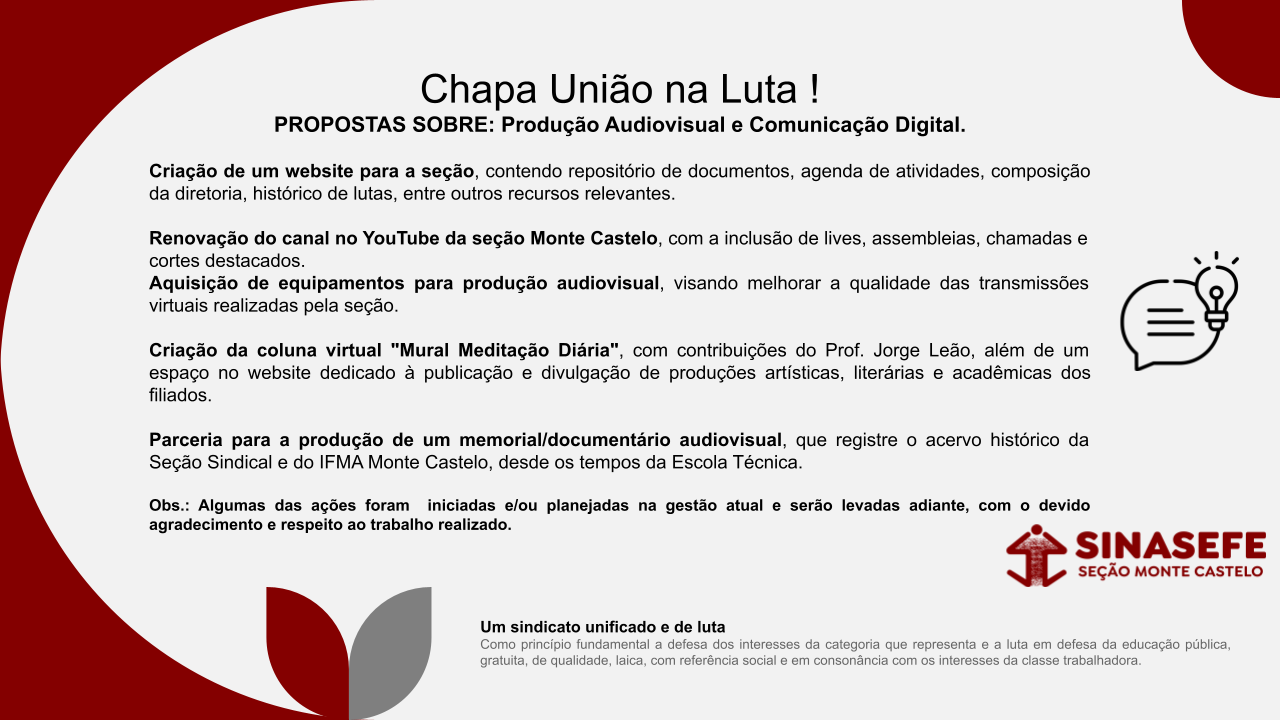 Chapa União na Luta !
PROPOSTAS SOBRE: Produção Audiovisual e Comunicação Digital.
Criação de um website para a seção, contendo repositório de documentos, agenda de atividades, composição
da diretoria, histórico de lutas, entre outros recursos relevantes.
Renovação do canal no YouTube da seção Monte Castelo, com a inclusão de lives, assembleias, chamadas e
cortes destacados.
Aquisição de equipamentos para produção audiovisual, visando melhorar a qualidade das transmissões
virtuais realizadas pela seção.
Criação da coluna virtual "Mural Meditação Diária", com contribuições do Prof. Jorge Leão, além de um
espaço no website dedicado à publicação e divulgação de produções artísticas, literárias e acadêmicas dos
filiados.
Parceria para a produção de um memorial/documentário audiovisual, que registre o acervo histórico da
Seção Sindical e do IFMA Monte Castelo, desde os tempos da Escola Técnica.
Obs.: Algumas das ações foram iniciadas e/ou planejadas na gestão atual e serão levadas adiante, com o devido
agradecimento e respeito ao trabalho realizado.
SINASEFE
SEÇÃO MONTE CASTELO
Um sindicato unificado e de luta
Como princípio fundamental a defesa dos interesses da categoria que representa e a luta em defesa da educação pública,
gratuita, de qualidade, laica, com referência social e em consonância com os interesses da classe trabalhadora.